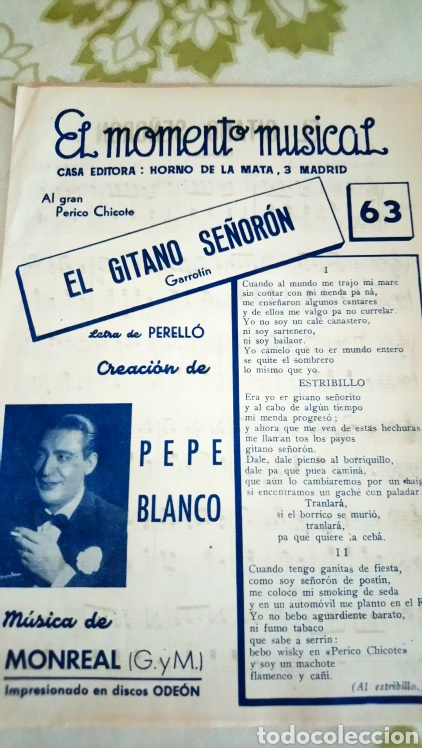 El momento musical
CASA EDITORA: HORNO DE LA MATA, 3 MADRID
Al gran
Perico Chicote
63
EL GITANO SEÑORÓN
Garrotín
Letra de PERELLÓ
Creación de
PEPE
BLANCO
Música de
MONREAL (G.yM.)
Impresionado en discos ODEÓN
I
Cuando al mundo me trajo mi mare
sin contar con mi menda pa ná,
me enseñaron algunos cantares
y de ellos me valgo pa no currelar.
Yo no soy un calé canastero,
ni soy sartenero,
ni soy bailaor.
Yo camelo que to er mundo entero
se quite el sombrero
lo mismo que yo.
ESTRIBILLO
Era yo er gitano señorito
y al cabo de algún tiempo
mi menda progresó;
y ahora que me ven de estas hechuras
me llaman tos los payos
gitano señorón.
Dale, dale pienso al borriquillo,
dale pa que puea caminá,
que aún lo cambiaremos por un
si encontramos un gaché con paladar.
Tranlará,
si el borrico se murió,
tranlará,
pa qué quiere la cebá.
II
Cuando tengo ganitas de fiesta,
como soy señorón de postín,
me coloco mi smoking de seda
y en un automóvil me planto en el
Yo no bebo aguardiente barato,
ni fumo tabaco
que sabe a serrín:
bebo wisky en «Perico Chicote»
y soy un machote
flamenco y cañí.
(Al estribillo.
todocoleccion